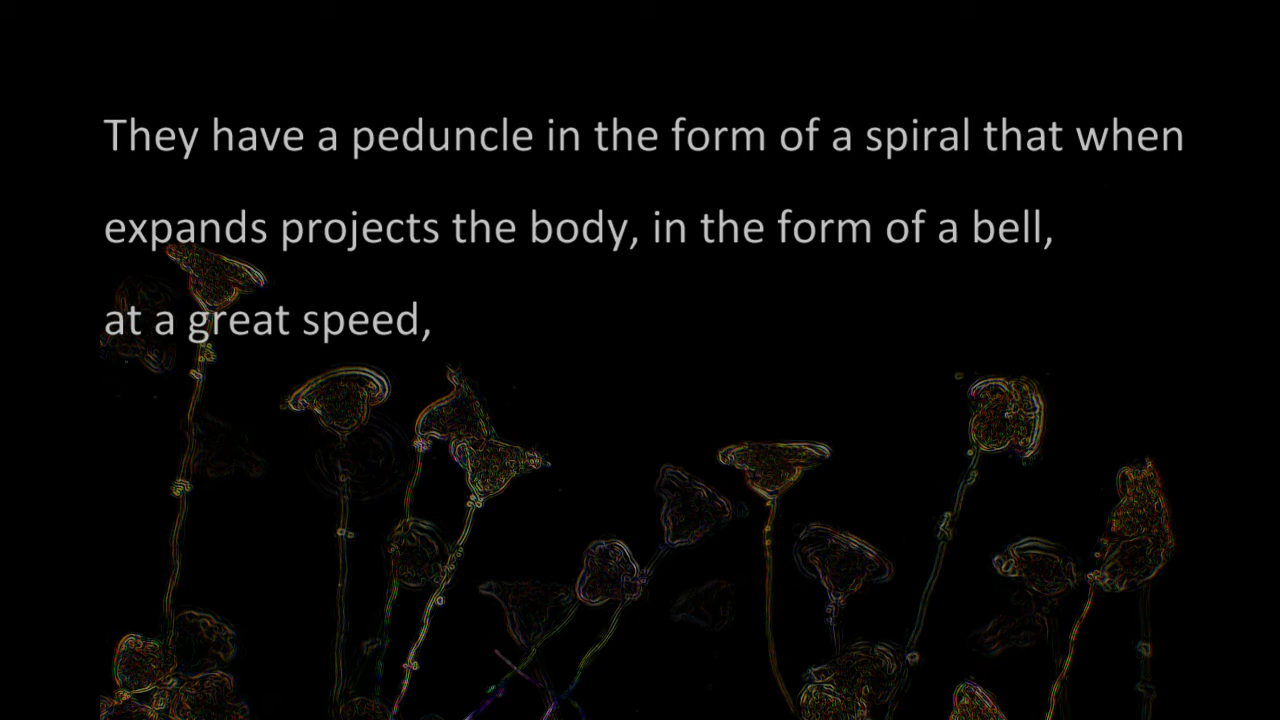 They have a peduncle in the form of a spiral that when
expands projects the body, in the form of a bell,
at a great speed,